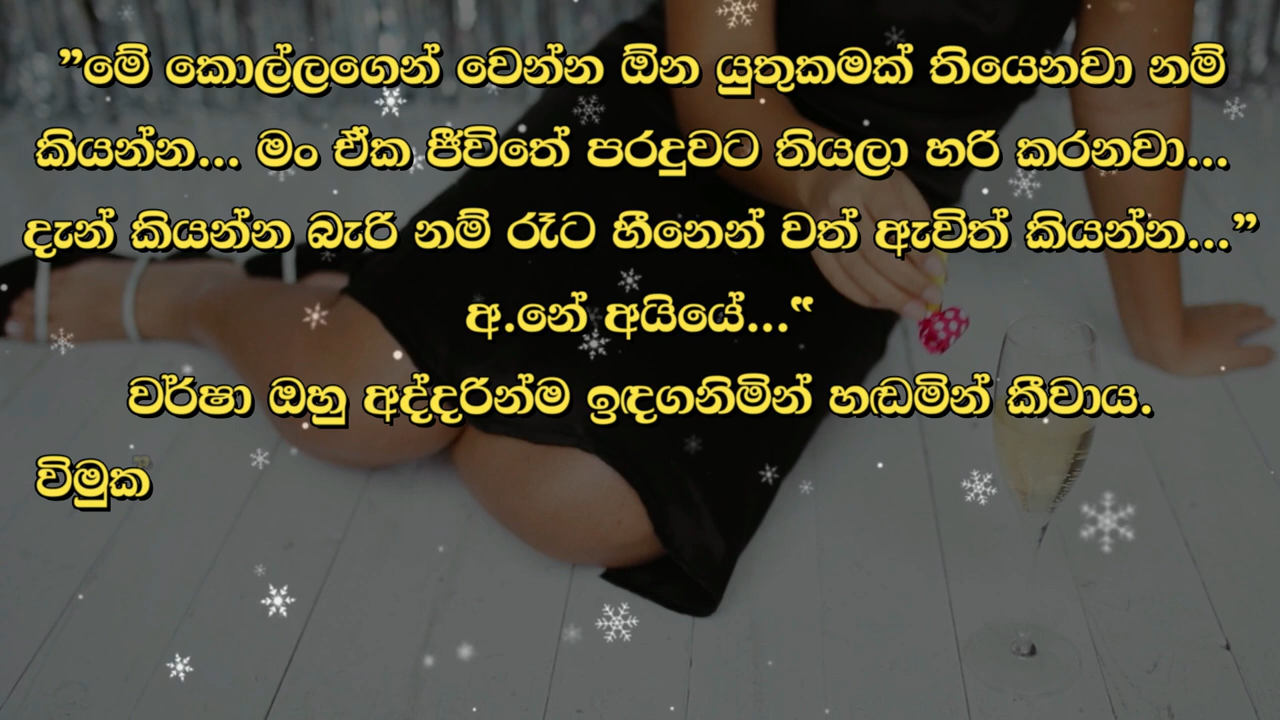 ”මේ කොල්ලගෙන් වෙන්න ඕන යුතුකමක් තියෙනවා නම්
කියන්න... මං ඒක ජීවිතේ පරදුවට තියලා හරි කරනවා...
දැන් කියන්න බැරි නම් රෑට හීනෙන් වත් ඇවිත් කියන්න...”
අ.නේ අයියේ...“
වර්ෂා ඔහු අද්දරින්ම ඉඳගනිමින් හඬමින් කීවාය.
විමුක